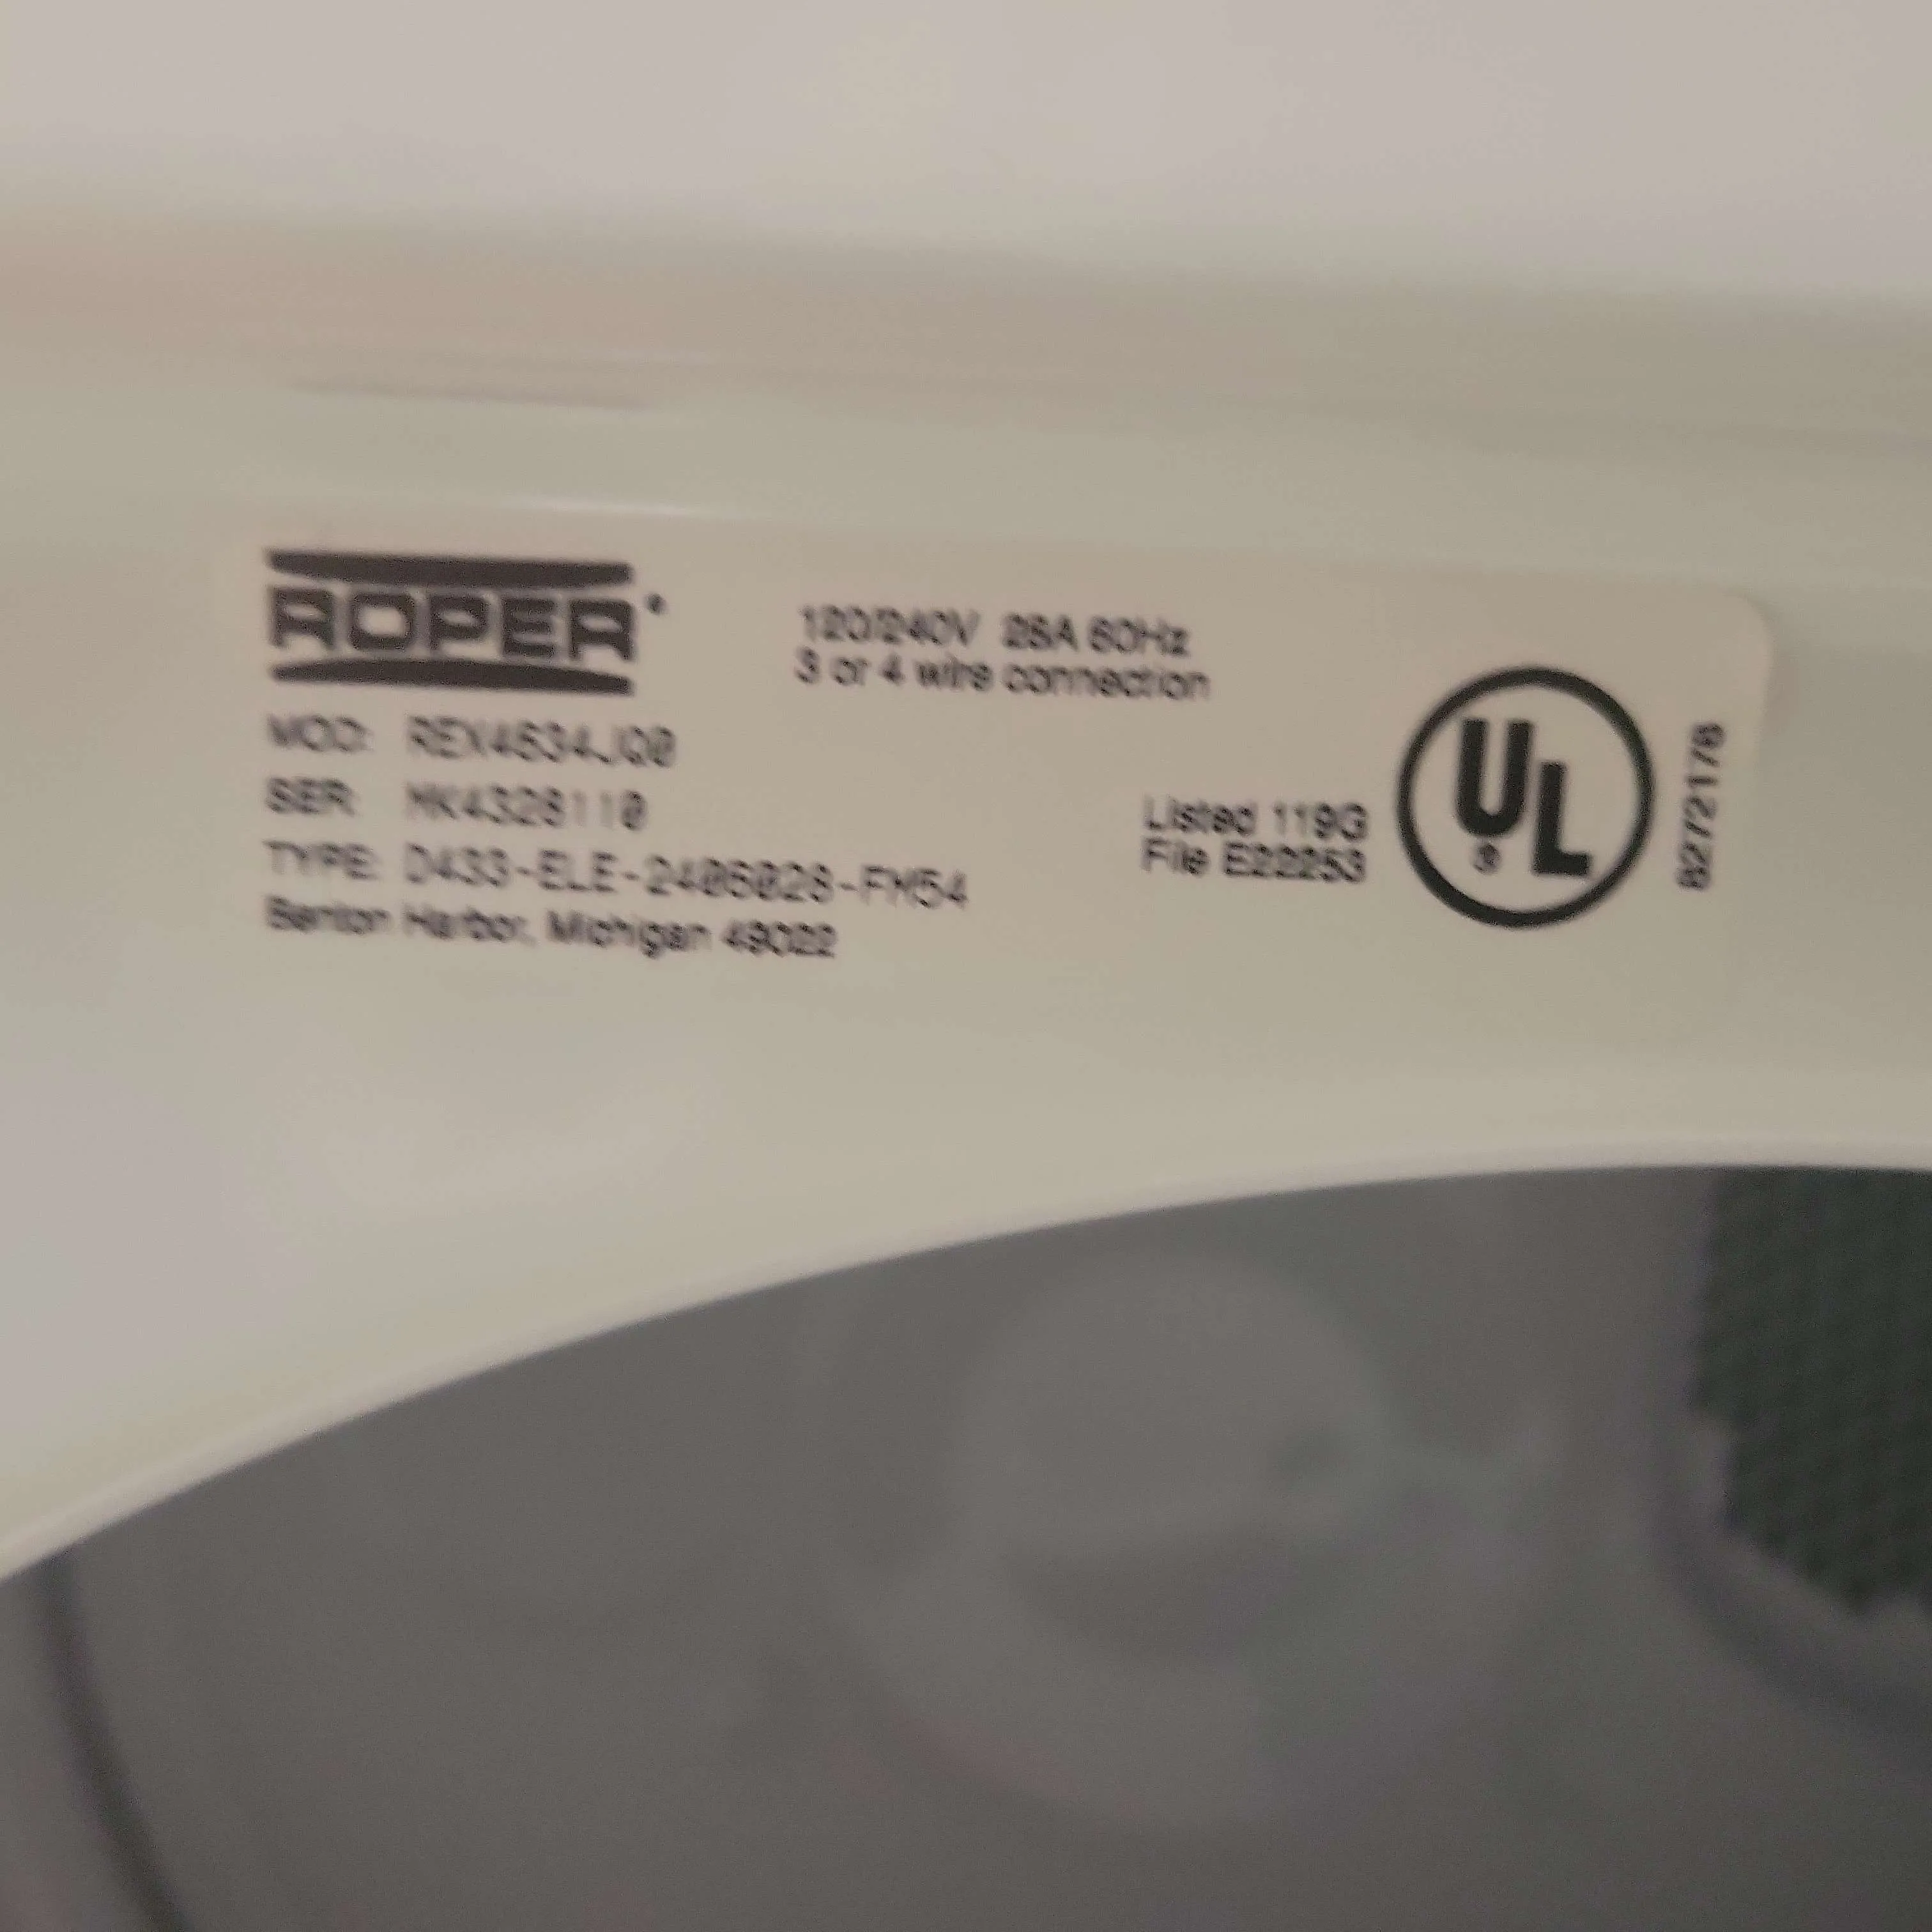 ROPER®
120/240V 26A 60Hz
3 or 4 wire connection
MOD: REX4634JQ0
SER: MK4328110
TYPE: D433-ELE-2406028-FM54
Benton Harbor, Michigan 49022
Listed 119G
File E22253
UL
®
8272178